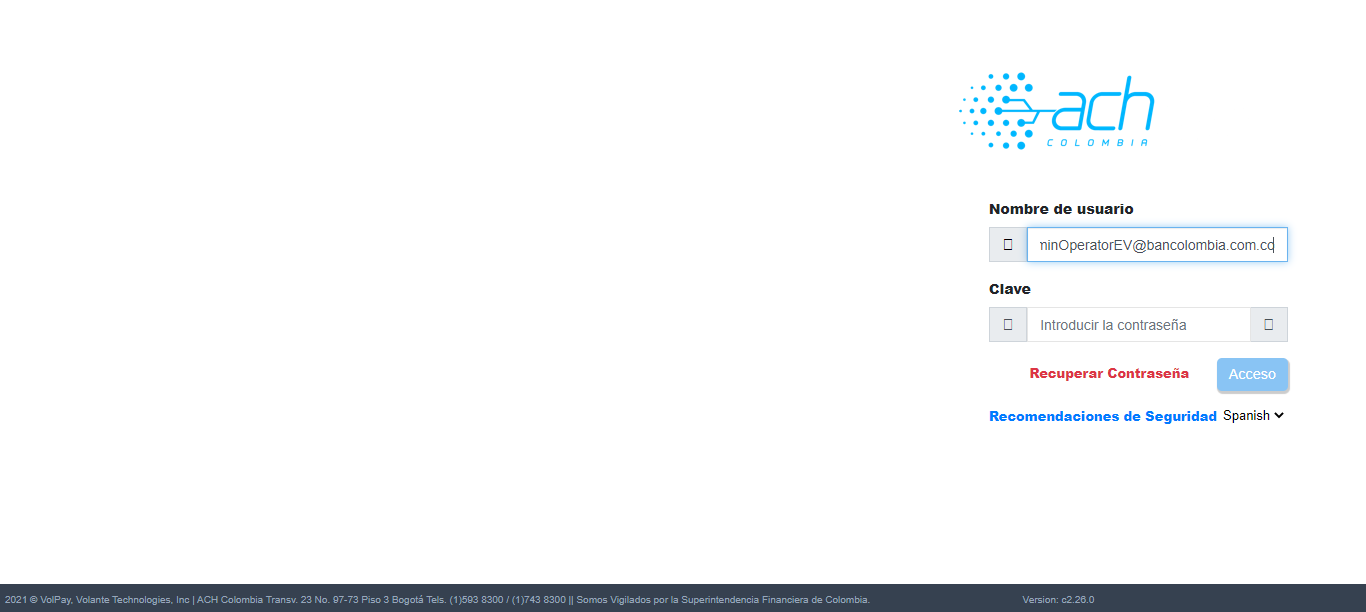 ach
COLOMBIA
Nombre de usuario
ninOperatorEV@bancolombia.com.co
Clave
Introducir la contraseña
Recuperar Contraseña Acceso
Recomendaciones de Seguridad Spanish
2021 © VolPay, Volante Technologies, Inc | ACH Colombia Transv. 23 No. 97-73 Piso 3 Bogotá Tels. (1)593 8300 / (1)743 8300 || Somos Vigilados por la Superintendencia Financiera de Colombia. Version: c2.26.0